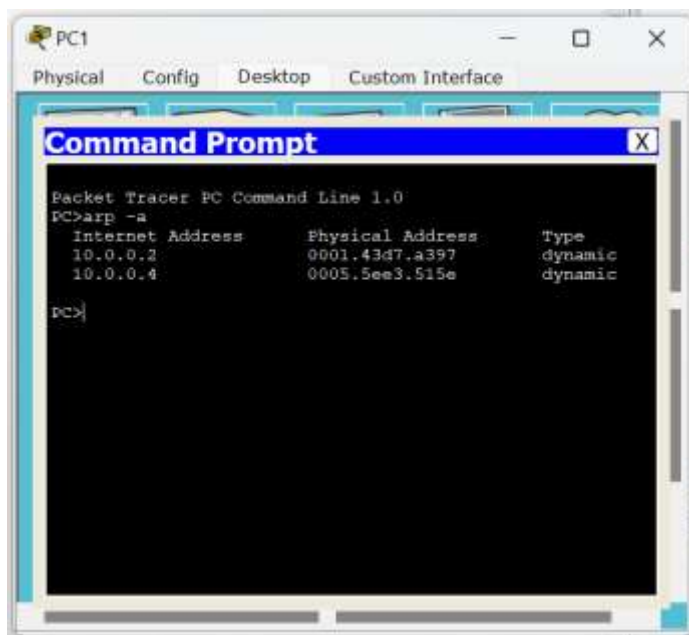 PC1
Physical Config Desktop Custom Interface
Command Prompt X
Packet Tracer PC Command Line 1.0
PC>arp -a
Internet Address Physical Address Type
10.0.0.2 0001.43d7.a397 dynamic
10.0.0.4 0005.5ee3.515e dynamic
PC>